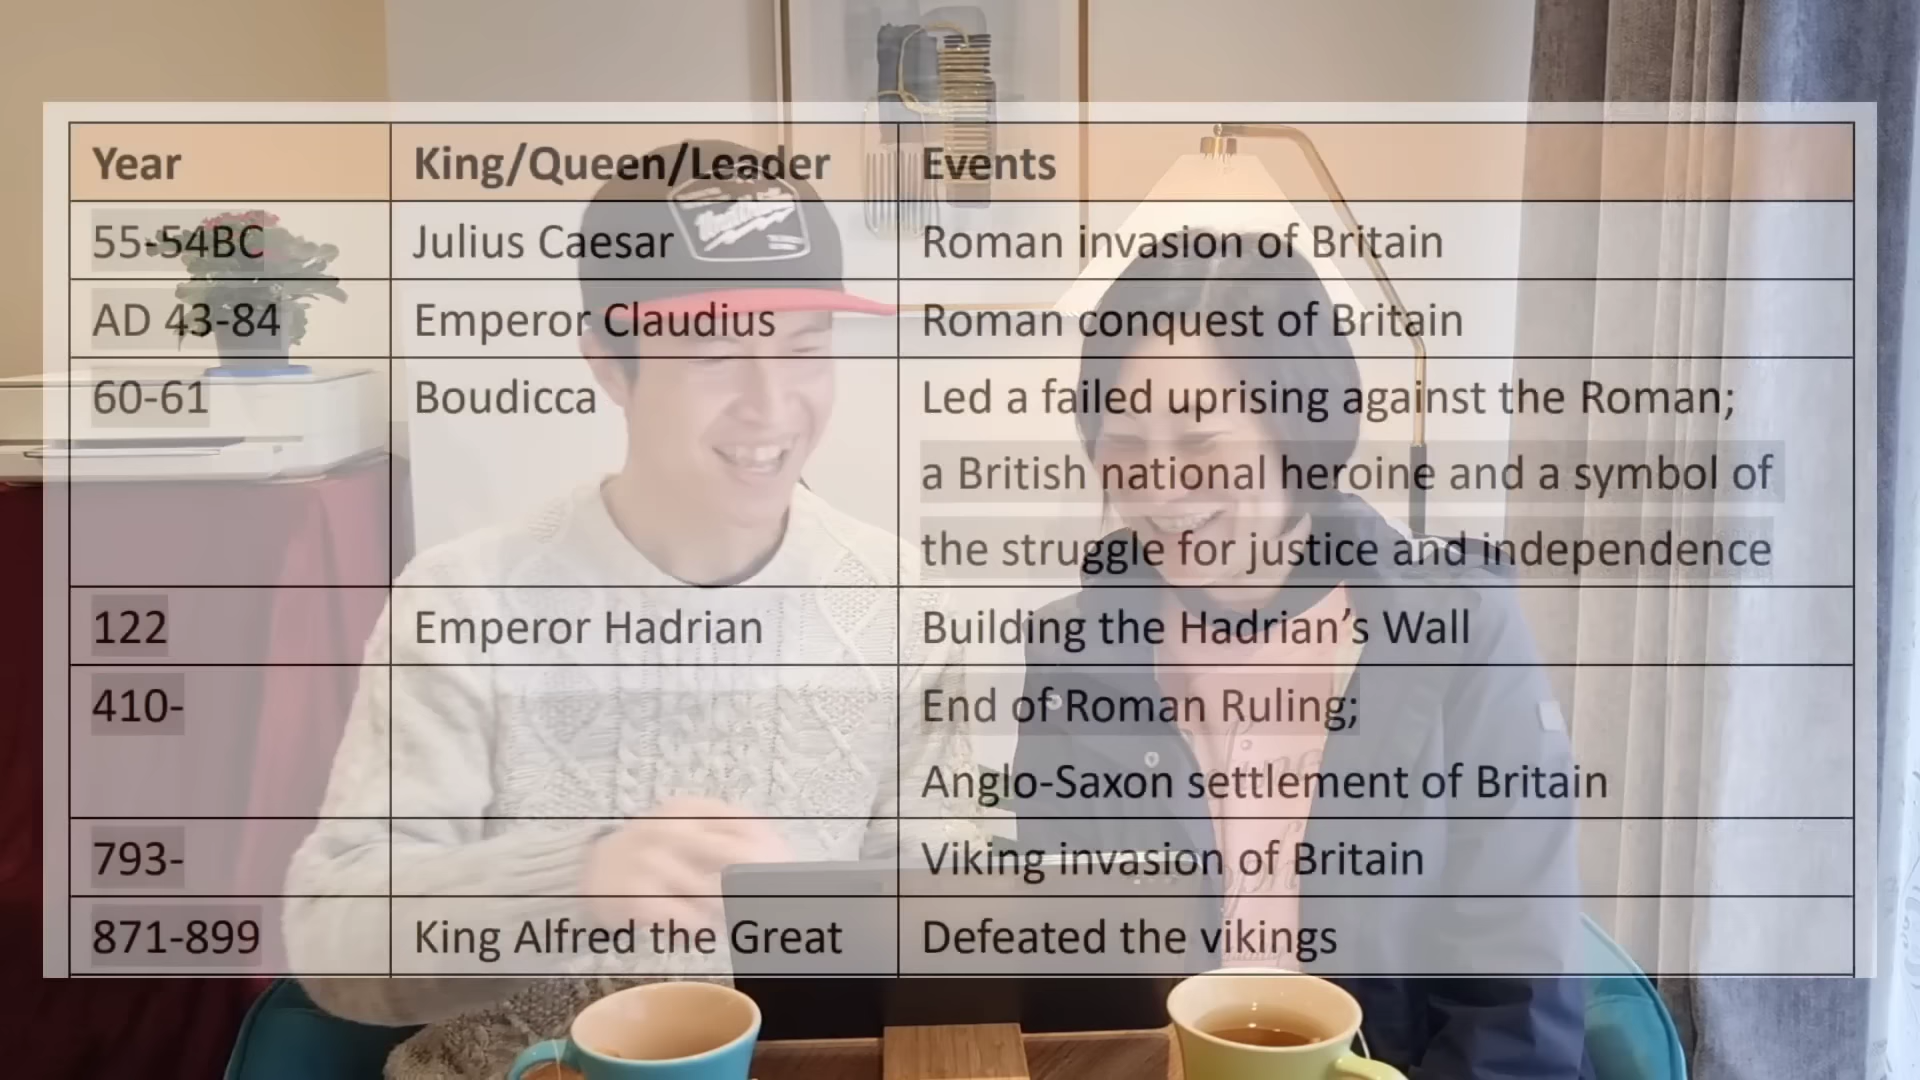 Year King/Queen/Leader Events
55-54BC Julius Caesar Roman invasion of Britain
AD 43-84 Emperor Claudius Roman conquest of Britain
60-61 Boudicca Led a failed uprising against the Roman;
a British national heroine and a symbol of
the struggle for justice and independence
122 Emperor Hadrian Building the Hadrian’s Wall
410- End of Roman Ruling;
Anglo-Saxon settlement of Britain
793- Viking invasion of Britain
871-899 King Alfred the Great Defeated the vikings